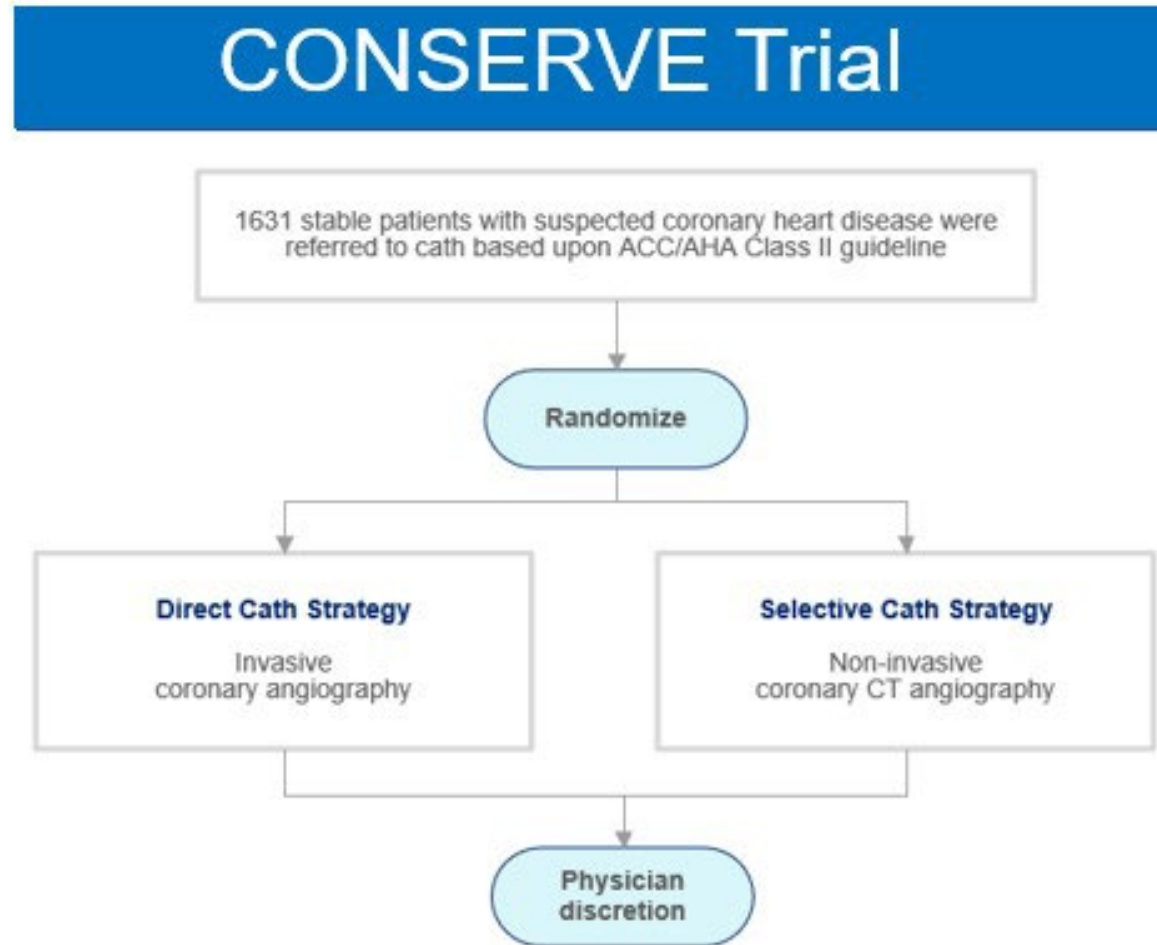 CONSERVE Trial
1631 stable patients with suspected coronary heart disease were
referred to cath based upon ACC/AHA Class II guideline
Randomize
Direct Cath Strategy
Invasive
coronary angiography
Selective Cath Strategy
Non-invasive
coronary CT angiography
Physician
discretion